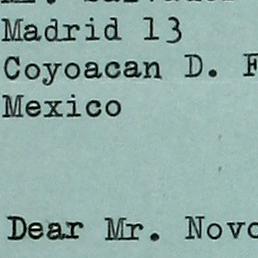 Madrid 13
Coyoacan D. F
Mexico
Dear Mr. Novo